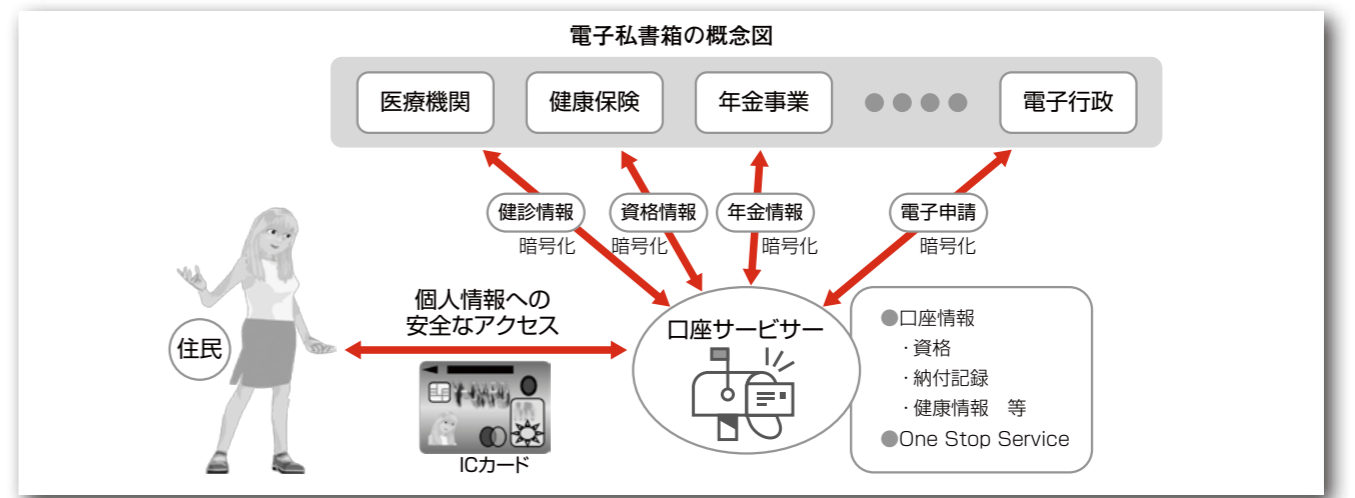 電子私書箱の概念図
医療機関
健康保険
年金事業
●●●●
電子行政
健診情報
資格情報
年金情報
電子申請
暗号化
暗号化
暗号化
暗号化
個人情報への
安全なアクセス
住民
ICカード
口座サービサー
●口座情報
・資格
・納付記録
・健康情報　等
●One Stop Service